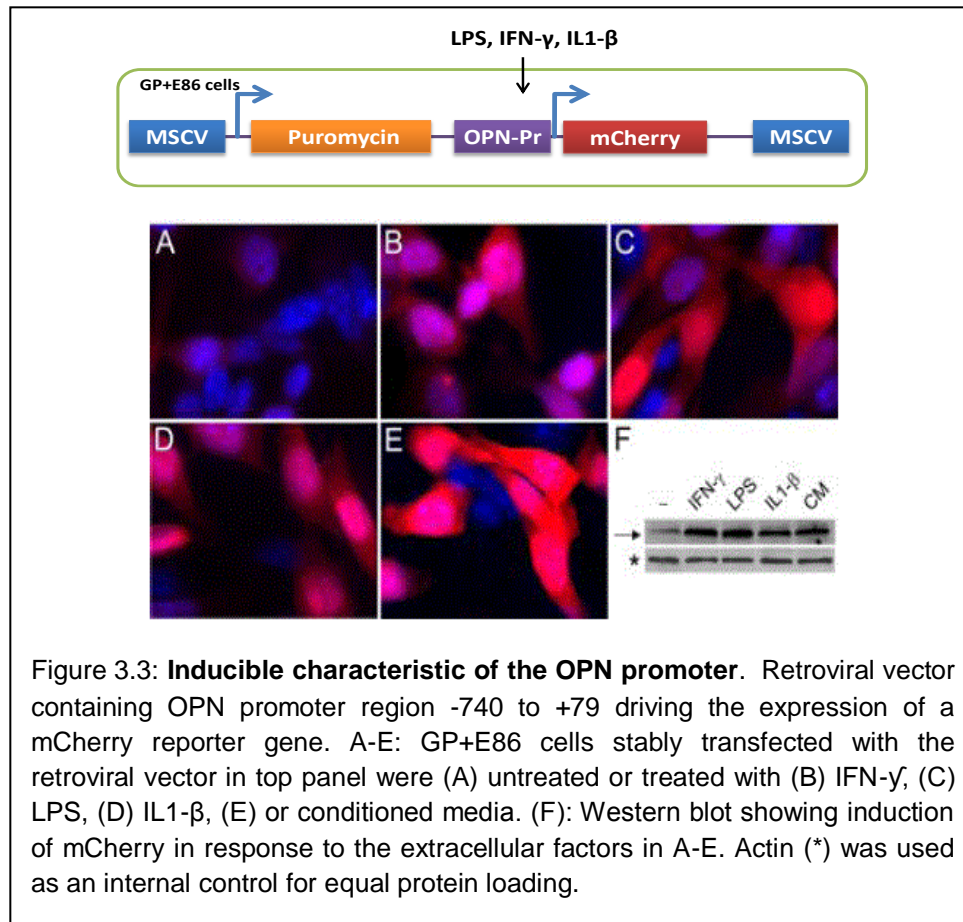 LPS, IFN-γ, IL1-β
GP+E86 cells
MSCV Puromycin OPN-Pr mCherry MSCV
A B C
D E F
- IFN-γ LPS IL1-β CM
*
Figure 3.3: Inducible characteristic of the OPN promoter. Retroviral vector
containing OPN promoter region -740 to +79 driving the expression of a
mCherry reporter gene. A-E: GP+E86 cells stably transfected with the
retroviral vector in top panel were (A) untreated or treated with (B) IFN-γ, (C)
LPS, (D) IL1-β, (E) or conditioned media. (F): Western blot showing induction
of mCherry in response to the extracellular factors in A-E. Actin (*) was used
as an internal control for equal protein loading.